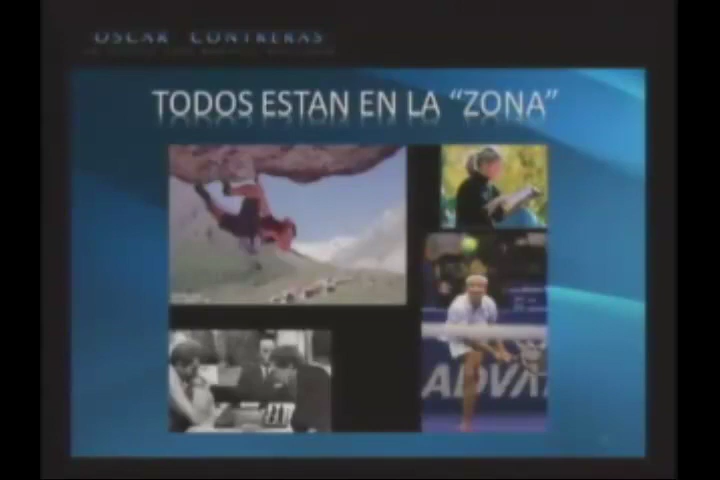 OSCAR CONTRERAS
TODOS ESTAN EN LA “ZONA”
ADVA